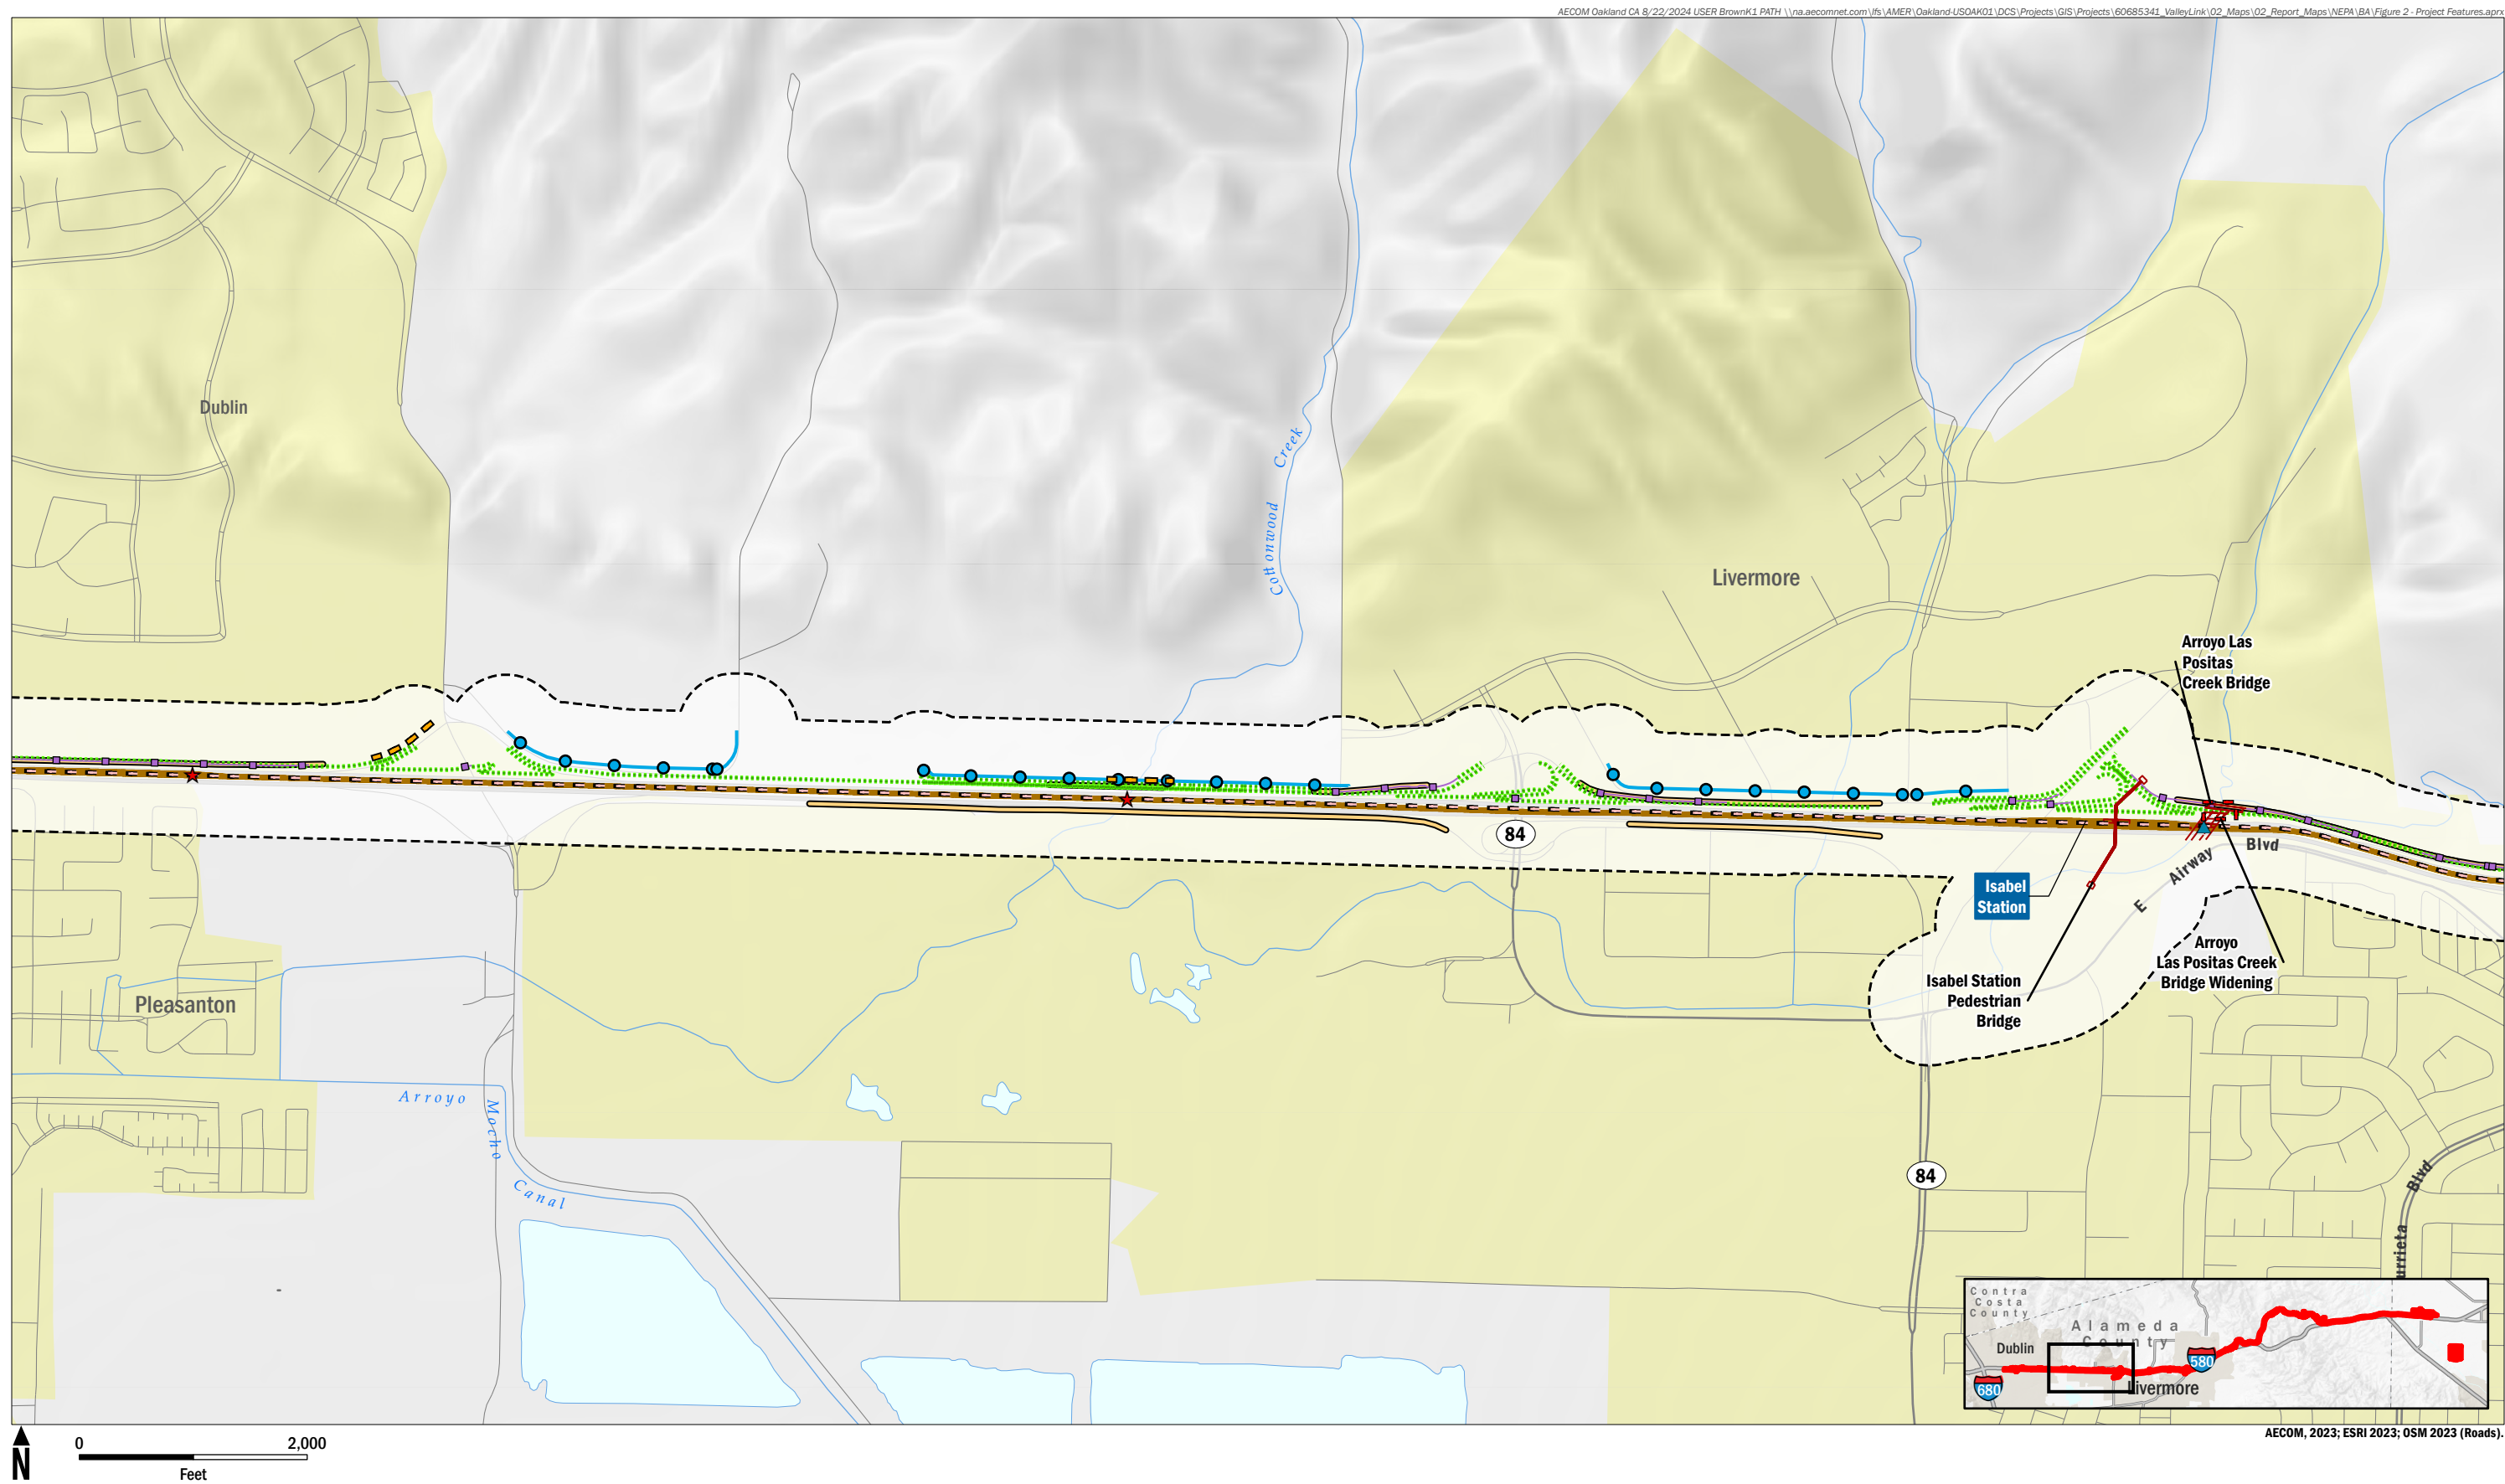 AECOM Oakland CA 8/22/2024 USER BrownK1 PATH \\na.aecomnet.com\lfs\AMER\Oakland-USOAK01\DCS\Projects\GIS\Projects\60685341_ValleyLink\02_Maps\02_Report_Maps\NEPA\BA\Figure 2 - Project Features.aprx
Dublin
Cottonwood Creek
Livermore
Arroyo Las
Positas
Creek Bridge
84
E Airway Blvd
Isabel
Station
Arroyo
Las Positas Creek
Bridge Widening
Isabel Station
Pedestrian
Bridge
Pleasanton
Arroyo Mocho Canal
84
Blvd
urrieta
Contra
Costa
County
Alameda
County
Dublin
580
680
Livermore
N
0 2,000
Feet
AECOM, 2023; ESRI 2023; OSM 2023 (Roads).